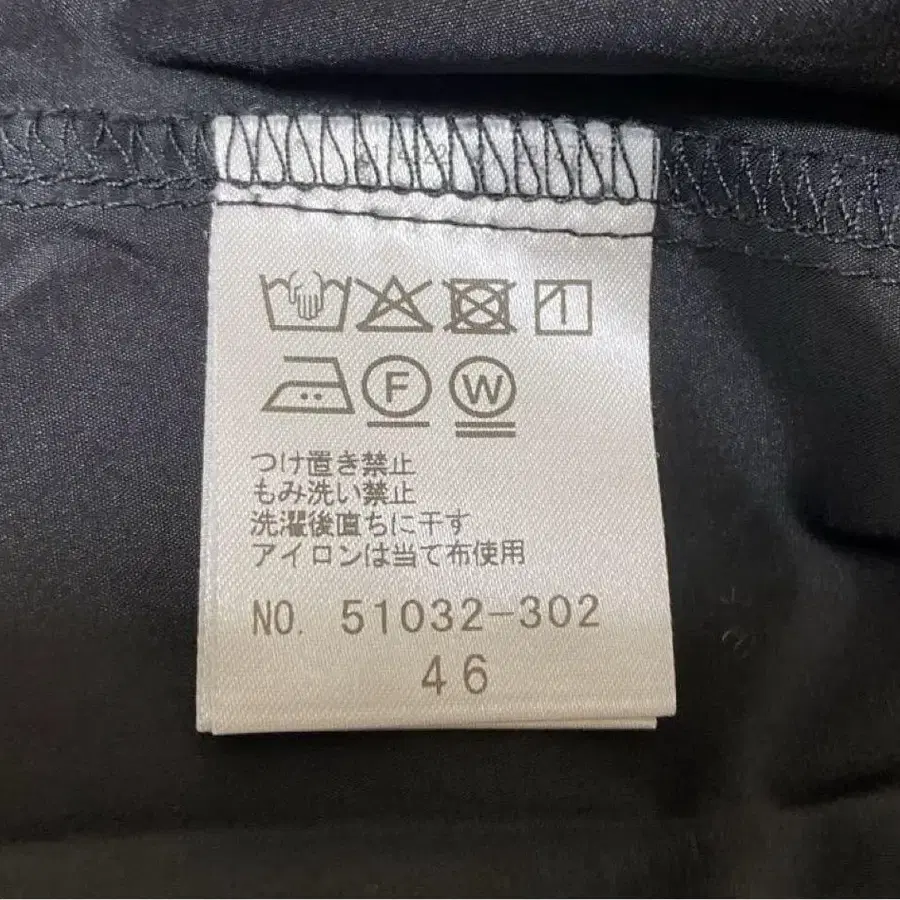 F W
つけ置き禁止
もみ洗い禁止
洗濯後直ちに干す
アイロンは当て布使用
NO. 51032-302
46